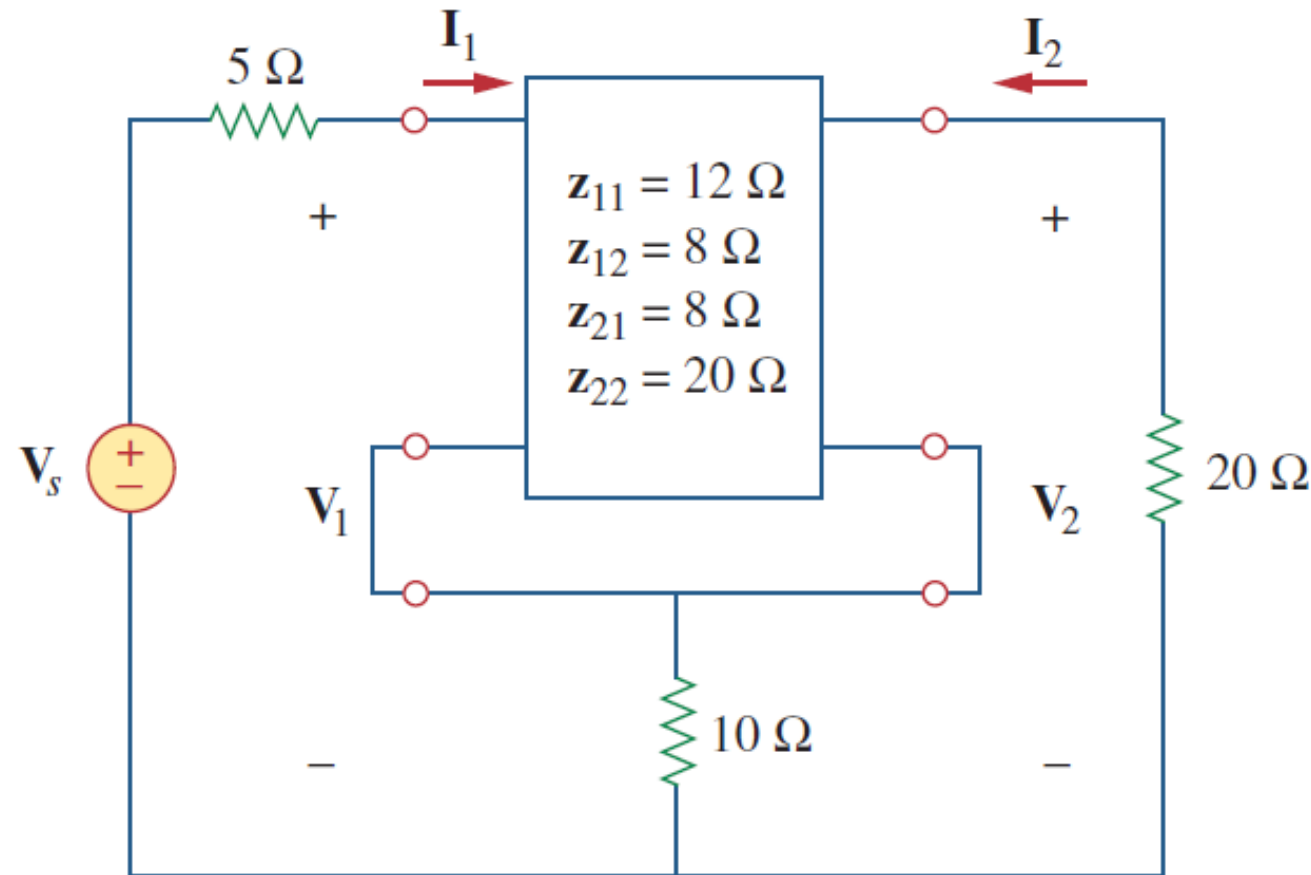 I₁
I₂
5 Ω
+
+
z₁₁ = 12 Ω
z₁₂ = 8 Ω
z₂₁ = 8 Ω
z₂₂ = 20 Ω
Vₛ
+
−
V₁
V₂
20 Ω
10 Ω
−
−